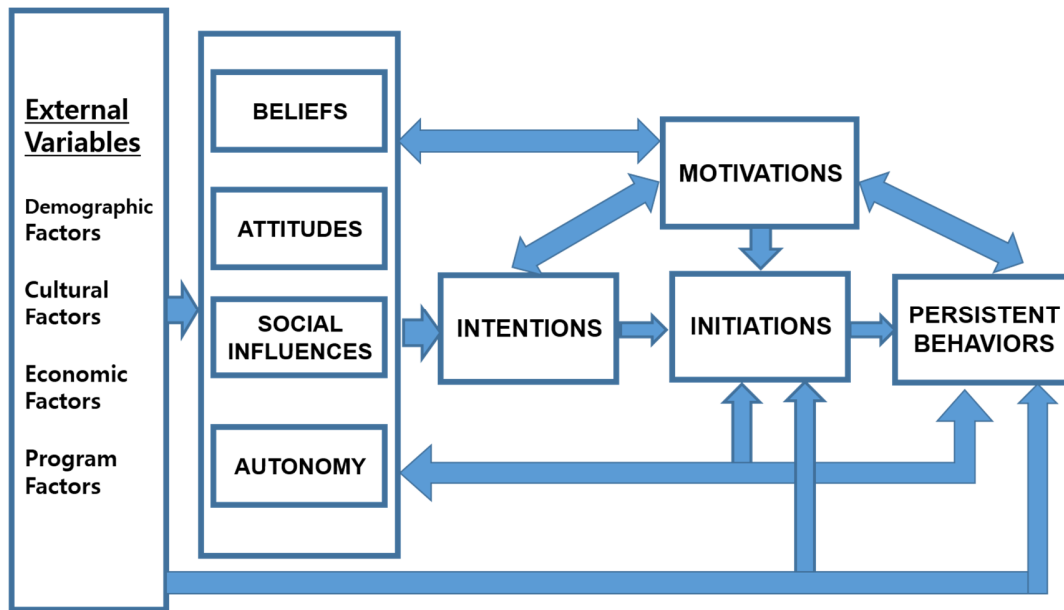 External
Variables
Demographic
Factors
Cultural
Factors
Economic
Factors
Program
Factors
BELIEFS
ATTITUDES
SOCIAL
INFLUENCES
AUTONOMY
INTENTIONS
MOTIVATIONS
INITIATIONS
PERSISTENT
BEHAVIORS